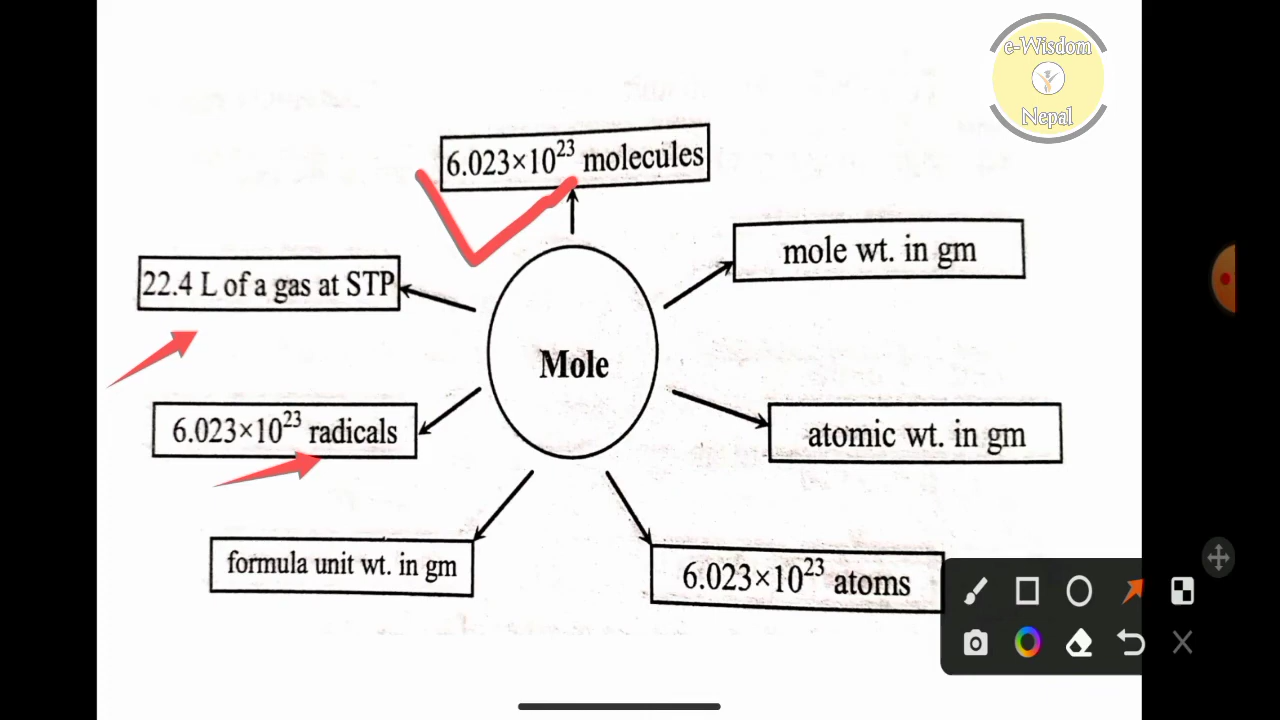 e-Wisdom
Nepal
6.023×10²³ molecules
mole wt. in gm
22.4 L of a gas at STP
Mole
6.023×10²³ radicals
atomic wt. in gm
formula unit wt. in gm
6.023×10²³ atoms